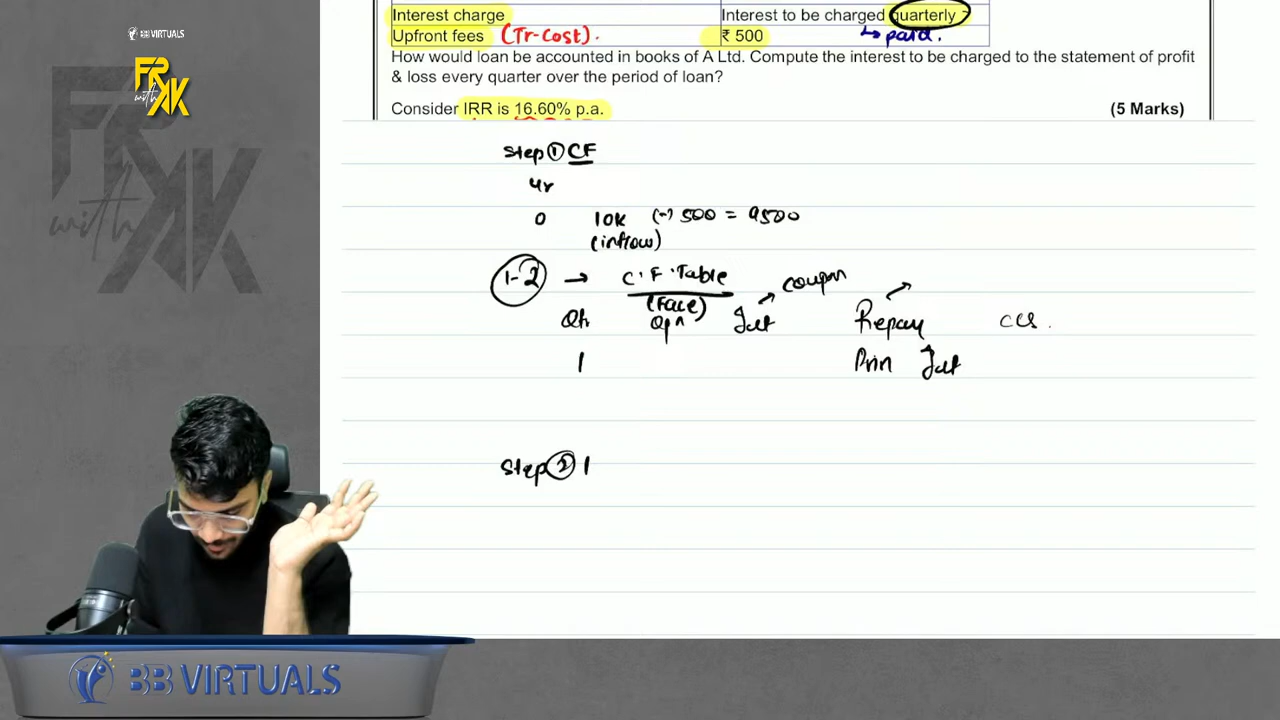 Interest charge Interest to be charged quarterly
Upfront fees (Tr-Cost). ₹ 500 ↳ paid.
How would loan be accounted in books of A Ltd. Compute the interest to be charged to the statement of profit
& loss every quarter over the period of loan?
Consider IRR is 16.60% p.a. (5 Marks)
Step ① CF
Yr
0 10K (-) 500 = 9500
(inflow)
1-2 → C.F. Table → coupon
(Face)
Qtr Opn Int Repay CLS.
1 Prin Int
Step ② 1
BB VIRTUALS
FR
with
AK
FR
with
AK
BB VIRTUALS